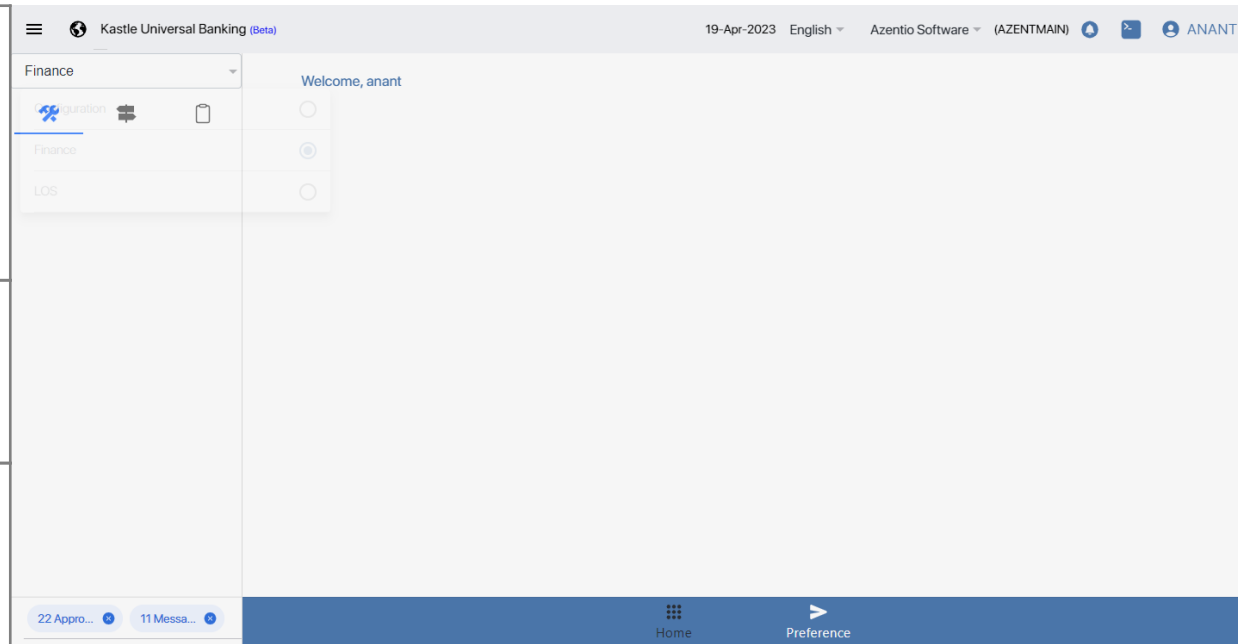 Kastle Universal Banking (Beta) 19-Apr-2023 English Azentio Software (AZENTMAIN) ANANT
Finance
Welcome, anant
Configuration
Finance
LOS
22 Appro... 11 Messa...
Home Preference